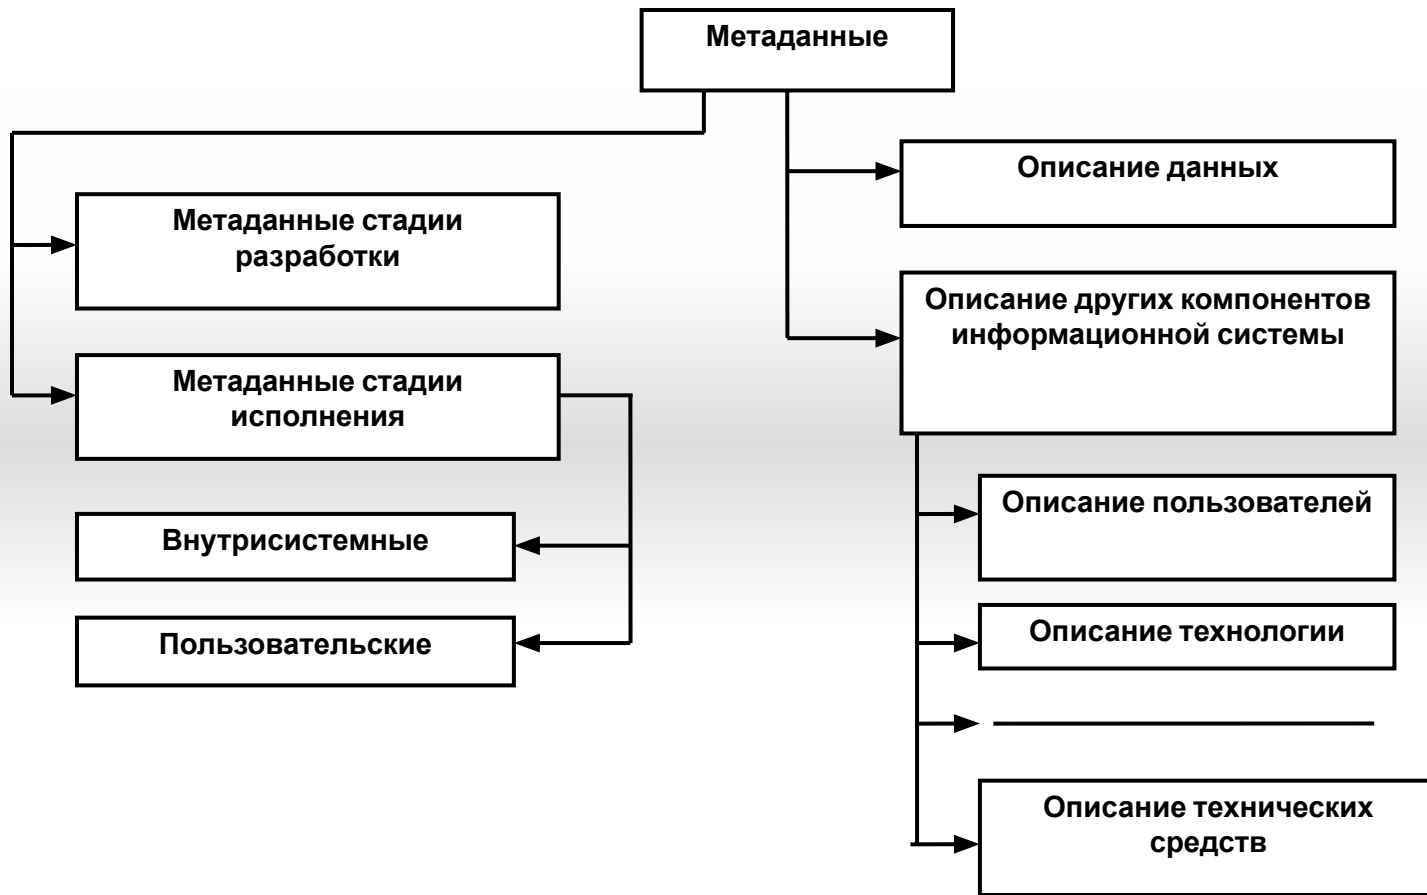 Метаданные
Метаданные стадии
разработки
Метаданные стадии
исполнения
Внутрисистемные
Пользовательские
Описание данных
Описание других компонентов
информационной системы
Описание пользователей
Описание технологии
Описание технических
средств